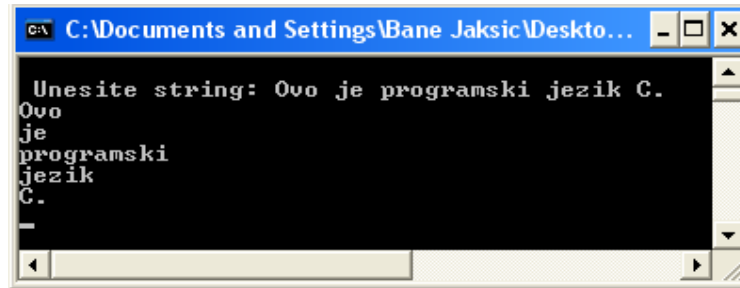 C:\Documents and Settings\Bane Jaksic\Deskto...
Unesite string: Ovo je programski jezik C.
Ovo
je
programski
jezik
C.